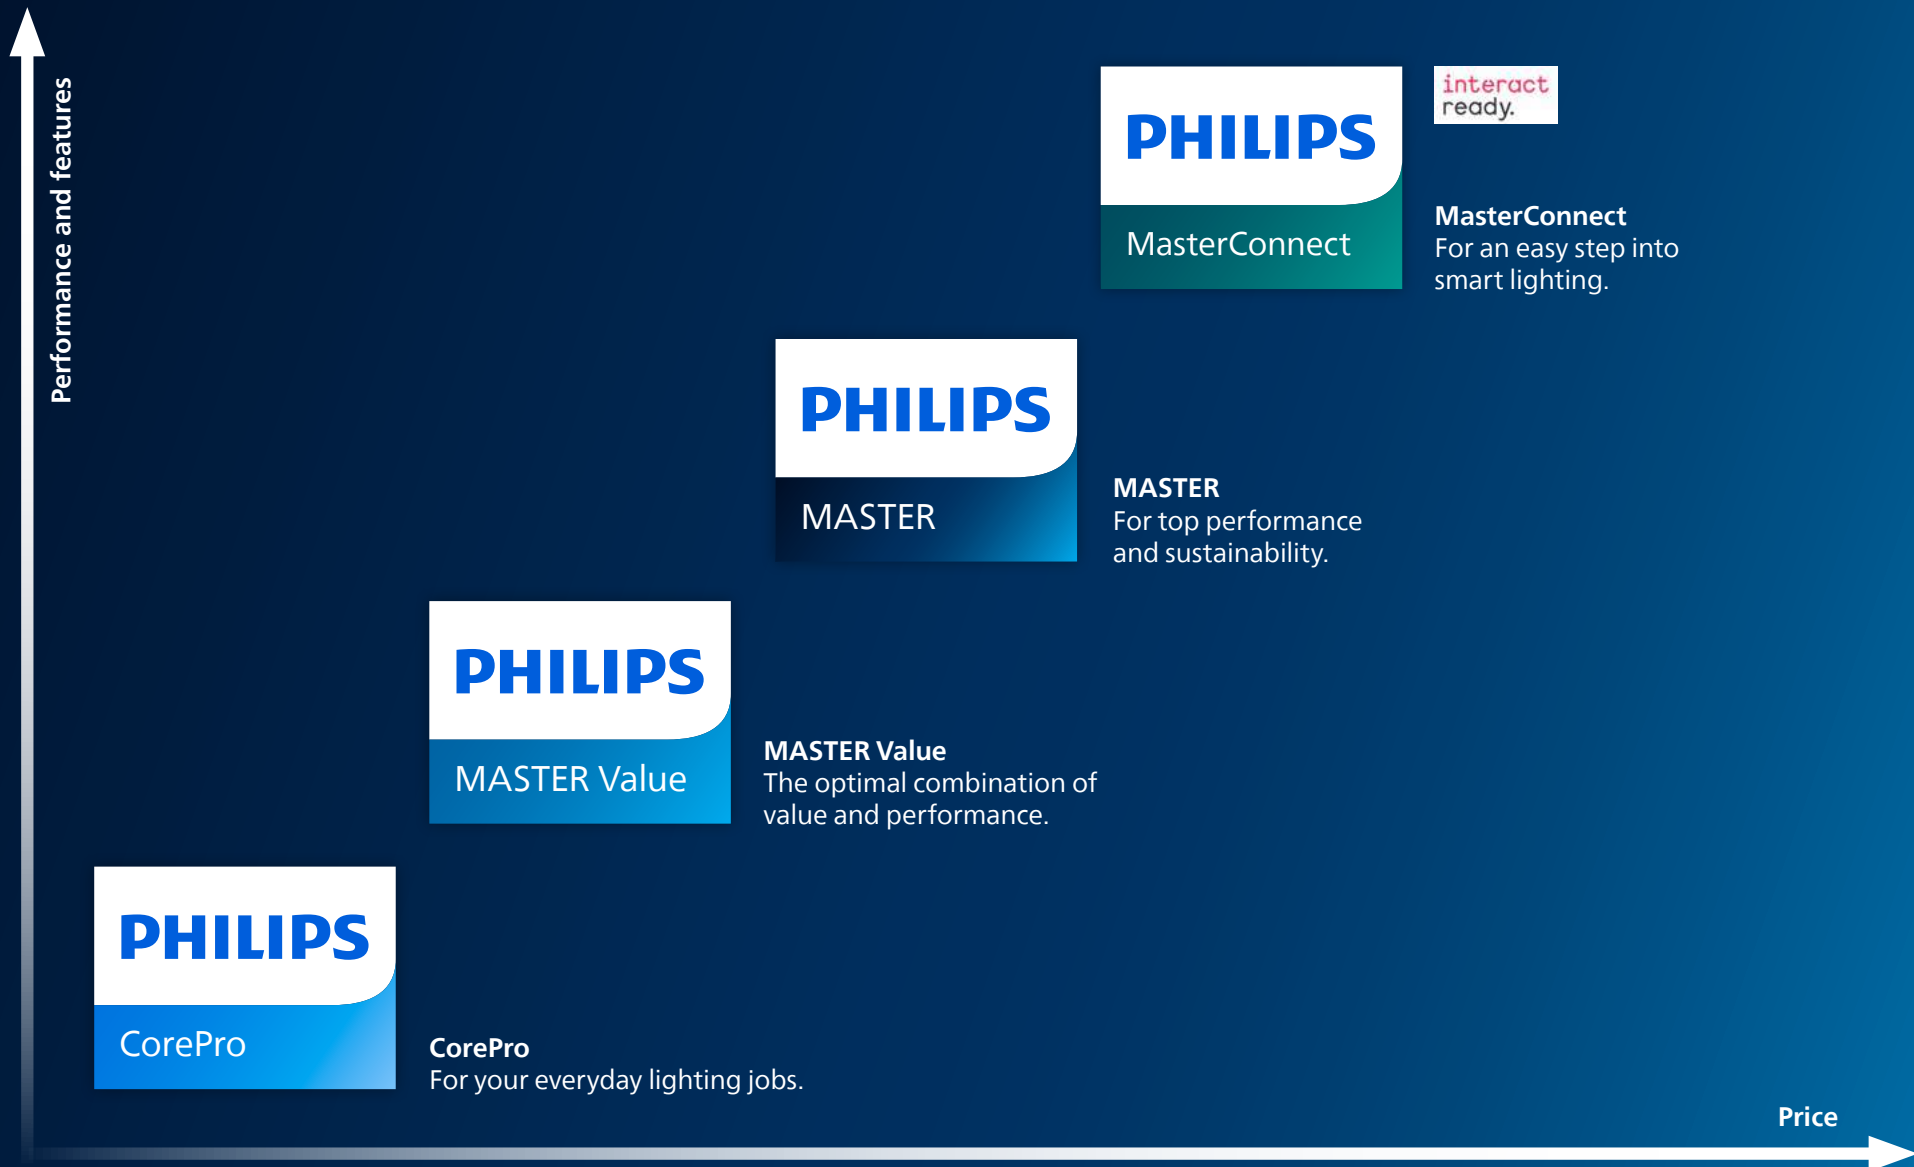 Performance and features
PHILIPS
MasterConnect
interact
ready.
MasterConnect
For an easy step into
smart lighting.
PHILIPS
MASTER
MASTER
For top performance
and sustainability.
PHILIPS
MASTER Value
MASTER Value
The optimal combination of
value and performance.
PHILIPS
CorePro
CorePro
For your everyday lighting jobs.
Price